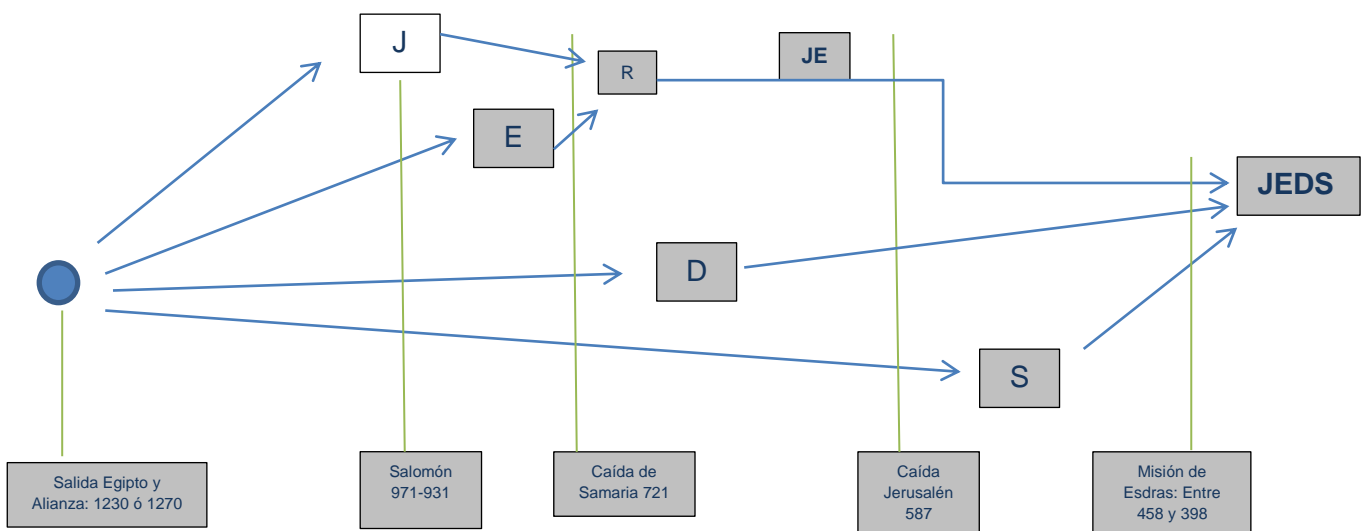 J
R
JE
E
JEDS
D
S
Salida Egipto y
Alianza: 1230 ó 1270
Salomón
971-931
Caída de
Samaria 721
Caída
Jerusalén
587
Misión de
Esdras: Entre
458 y 398